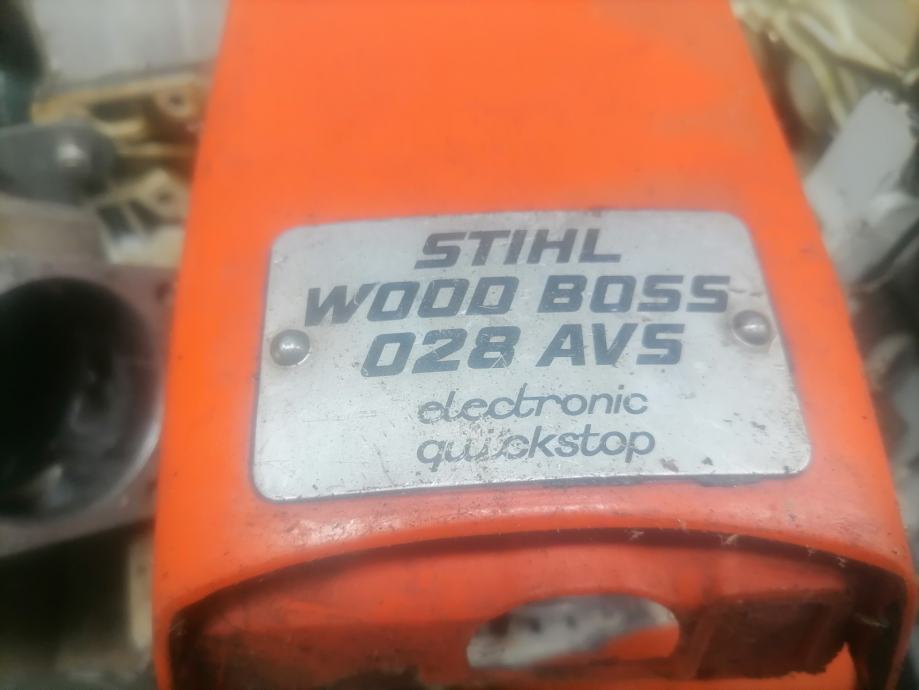 STIHL
WOOD BOSS
028 AVS
electronic
quickstop